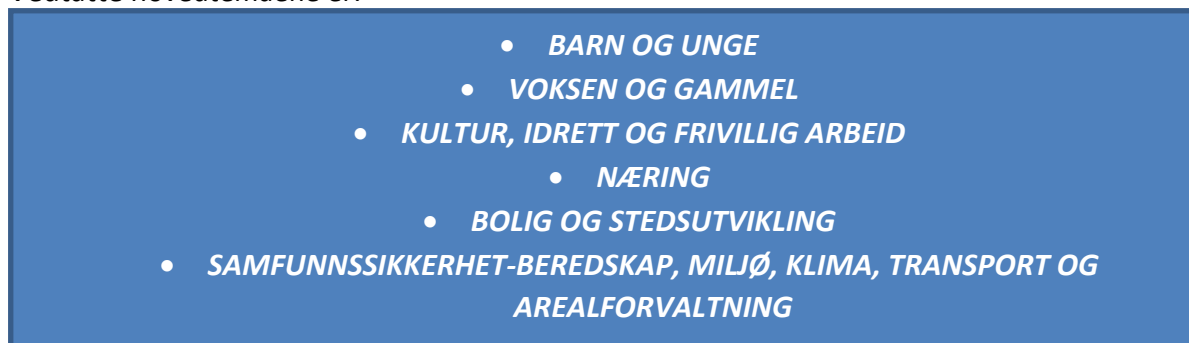 • BARN OG UNGE
• VOKSEN OG GAMMEL
• KULTUR, IDRETT OG FRIVILLIG ARBEID
• NÆRING
• BOLIG OG STEDSUTVIKLING
• SAMFUNNSSIKKERHET-BEREDSKAP, MILJØ, KLIMA, TRANSPORT OG
AREALFORVALTNING